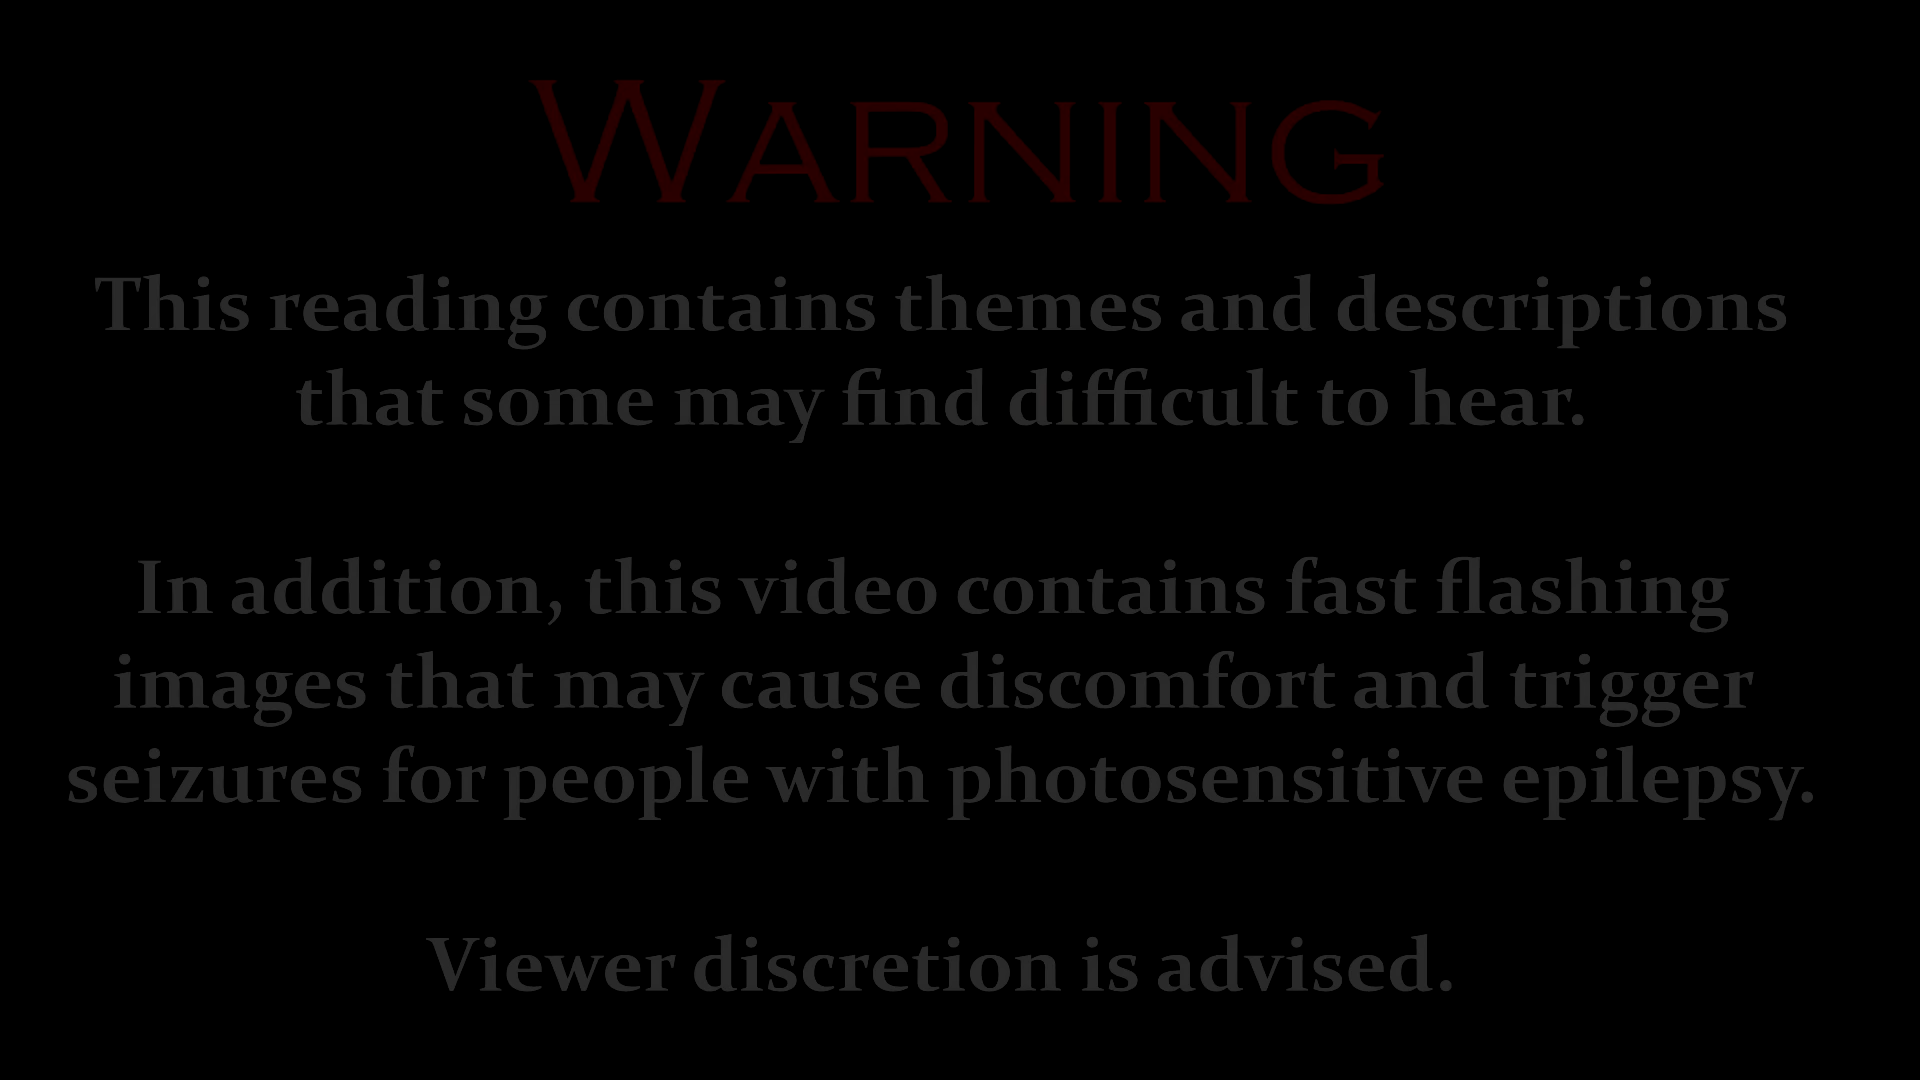 WARNING
This reading contains themes and descriptions
that some may find difficult to hear.
In addition, this video contains fast flashing
images that may cause discomfort and trigger
seizures for people with photosensitive epilepsy.
Viewer discretion is advised.